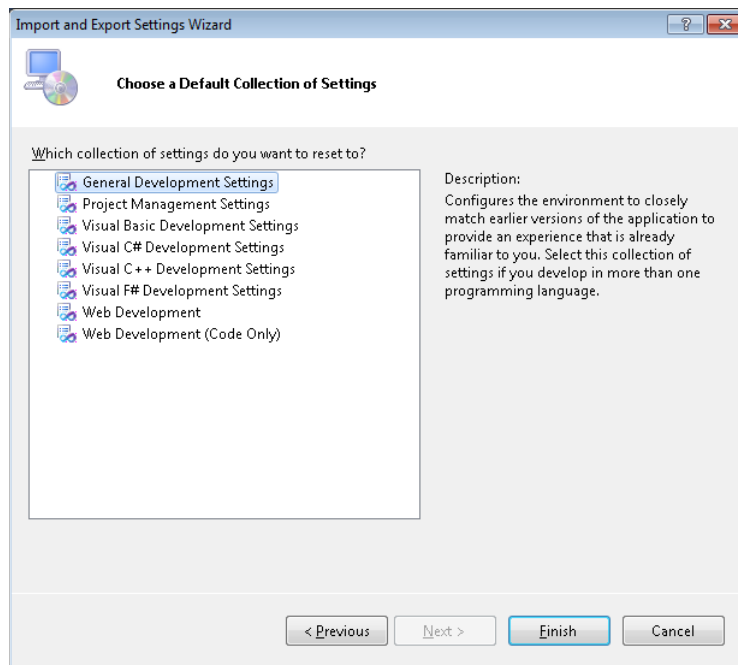 Import and Export Settings Wizard
Choose a Default Collection of Settings
Which collection of settings do you want to reset to?
General Development Settings
Project Management Settings
Visual Basic Development Settings
Visual C# Development Settings
Visual C++ Development Settings
Visual F# Development Settings
Web Development
Web Development (Code Only)
Description:
Configures the environment to closely
match earlier versions of the application to
provide an experience that is already
familiar to you. Select this collection of
settings if you develop in more than one
programming language.
< Previous
Next >
Finish
Cancel